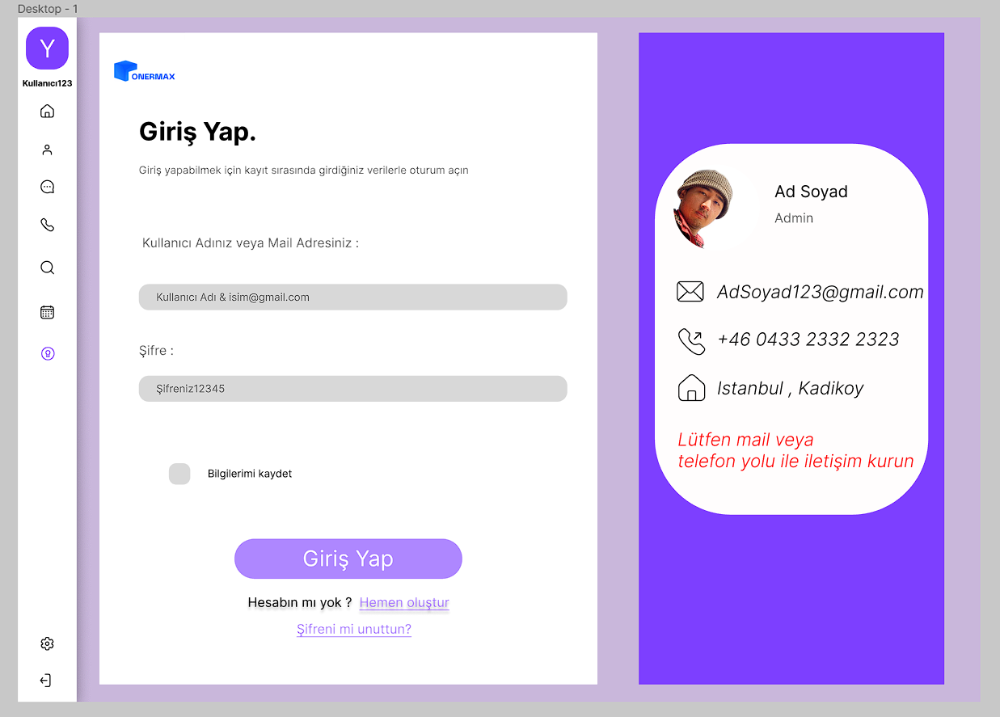 Desktop - 1
Y
Kullanıcı123
ONERMAX
Giriş Yap.
Giriş yapabilmek için kayıt sırasında girdiğiniz verilerle oturum açın
Kullanıcı Adınız veya Mail Adresiniz :
Kullanıcı Adı & isim@gmail.com
Şifre :
Şifreniz12345
Bilgilerimi kaydet
Giriş Yap
Hesabın mı yok ? Hemen oluştur
Şifreni mi unuttun?
Ad Soyad
Admin
AdSoyad123@gmail.com
+46 0433 2332 2323
Istanbul , Kadikoy
Lütfen mail veya
telefon yolu ile iletişim kurun